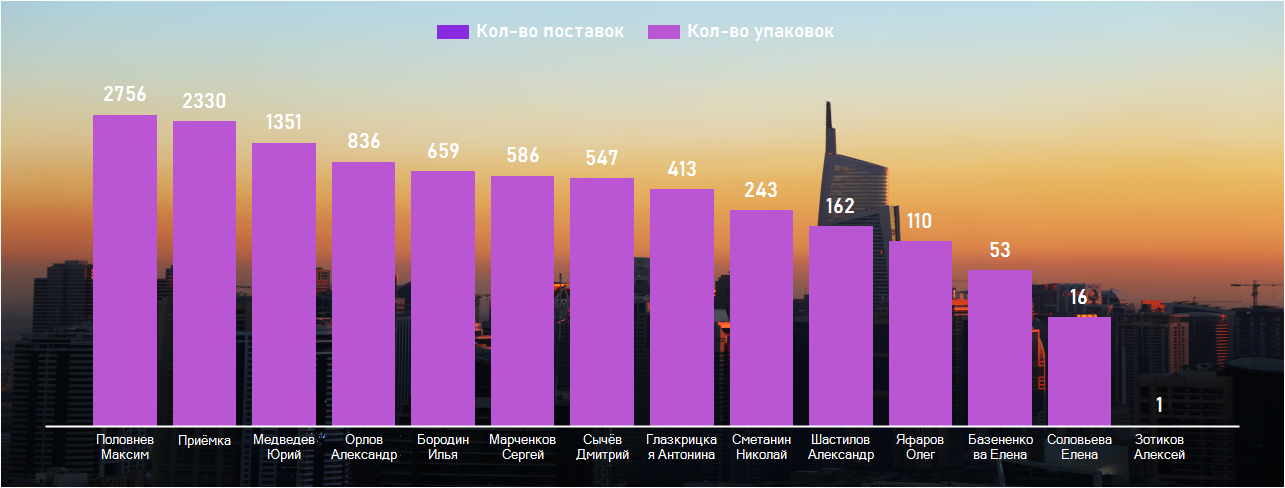 Кол-во поставок Кол-во упаковок
2756 2330 1351 836 659 586 547 413 243 162 110 53 16 1
Половнев Максим
Приёмка
Медведев Юрий
Орлов Александр
Бородин Илья
Марченков Сергей
Сычёв Дмитрий
Глазкрицка
я Антонина
Сметанин Николай
Шастилов Александр
Яфаров Олег
Базененко
ва Елена
Соловьева Елена
Зотиков Алексей